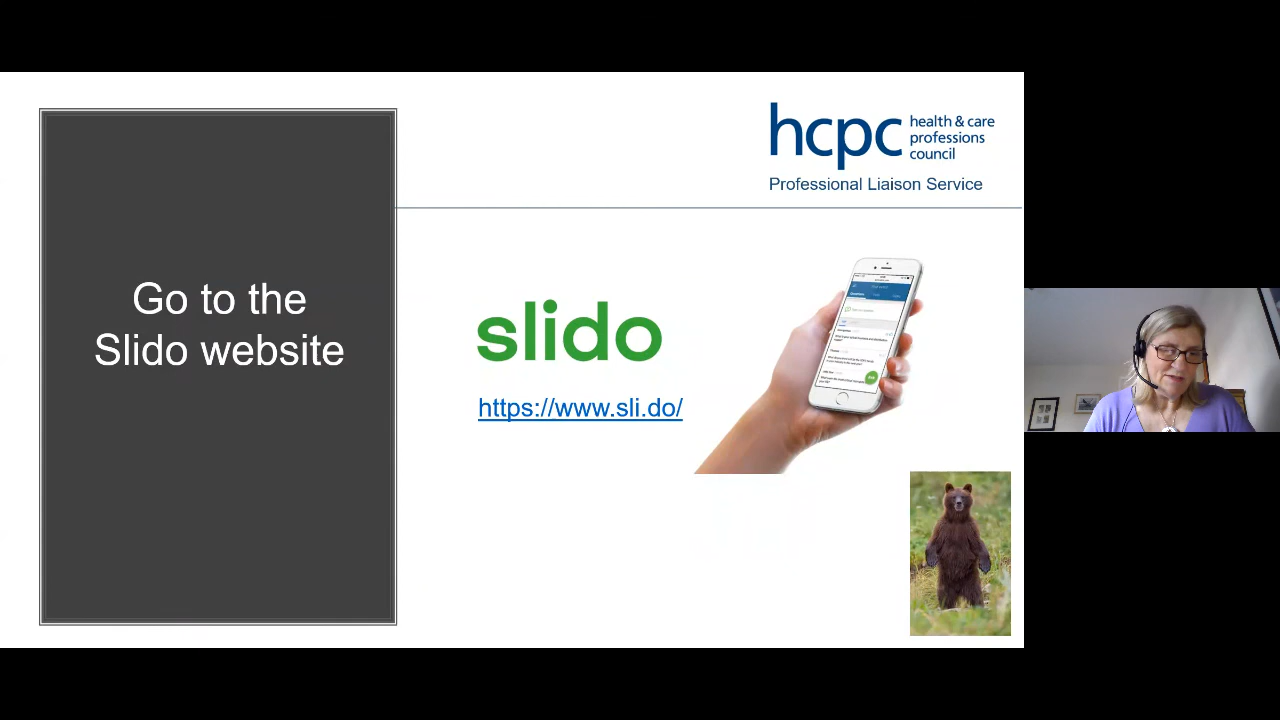 Go to the
Slido website
hcpc
health & care
professions
council
Professional Liaison Service
slido
https://www.sli.do/